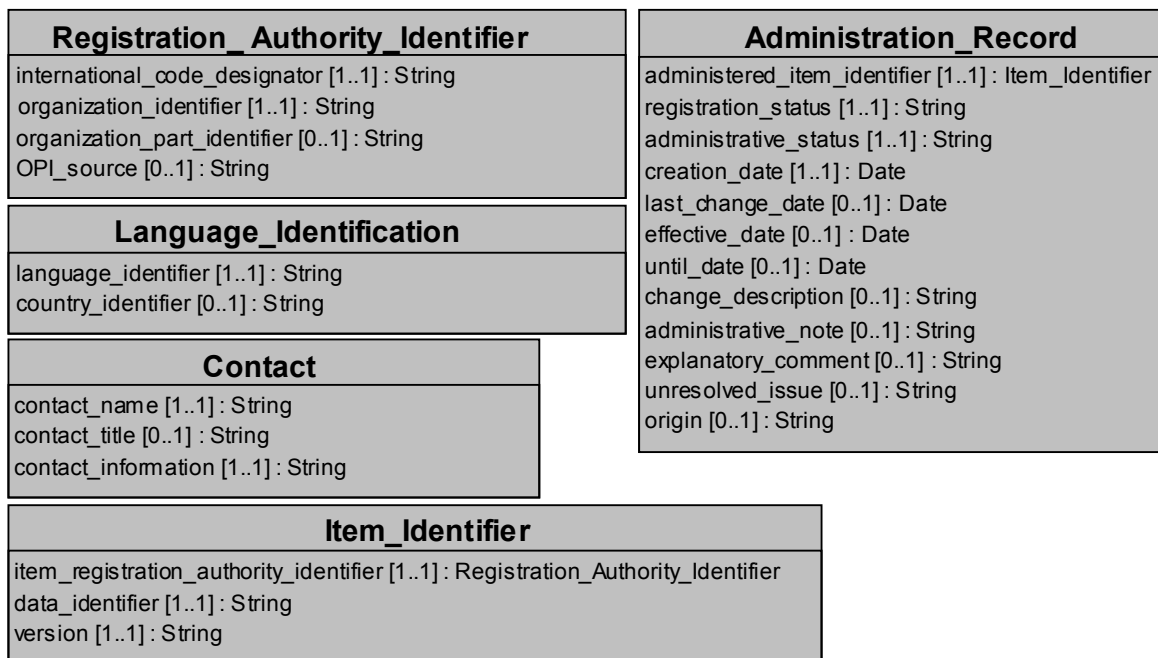 Registration_ Authority_Identifier
international_code_designator [1..1] : String
organization_identifier [1..1] : String
organization_part_identifier [0..1] : String
OPI_source [0..1] : String
Language_Identification
language_identifier [1..1] : String
country_identifier [0..1] : String
Contact
contact_name [1..1] : String
contact_title [0..1] : String
contact_information [1..1] : String
Item_Identifier
item_registration_authority_identifier [1..1] : Registration_Authority_Identifier
data_identifier [1..1] : String
version [1..1] : String
Administration_Record
administered_item_identifier [1..1] : Item_Identifier
registration_status [1..1] : String
administrative_status [1..1] : String
creation_date [1..1] : Date
last_change_date [0..1] : Date
effective_date [0..1] : Date
until_date [0..1] : Date
change_description [0..1] : String
administrative_note [0..1] : String
explanatory_comment [0..1] : String
unresolved_issue [0..1] : String
origin [0..1] : String